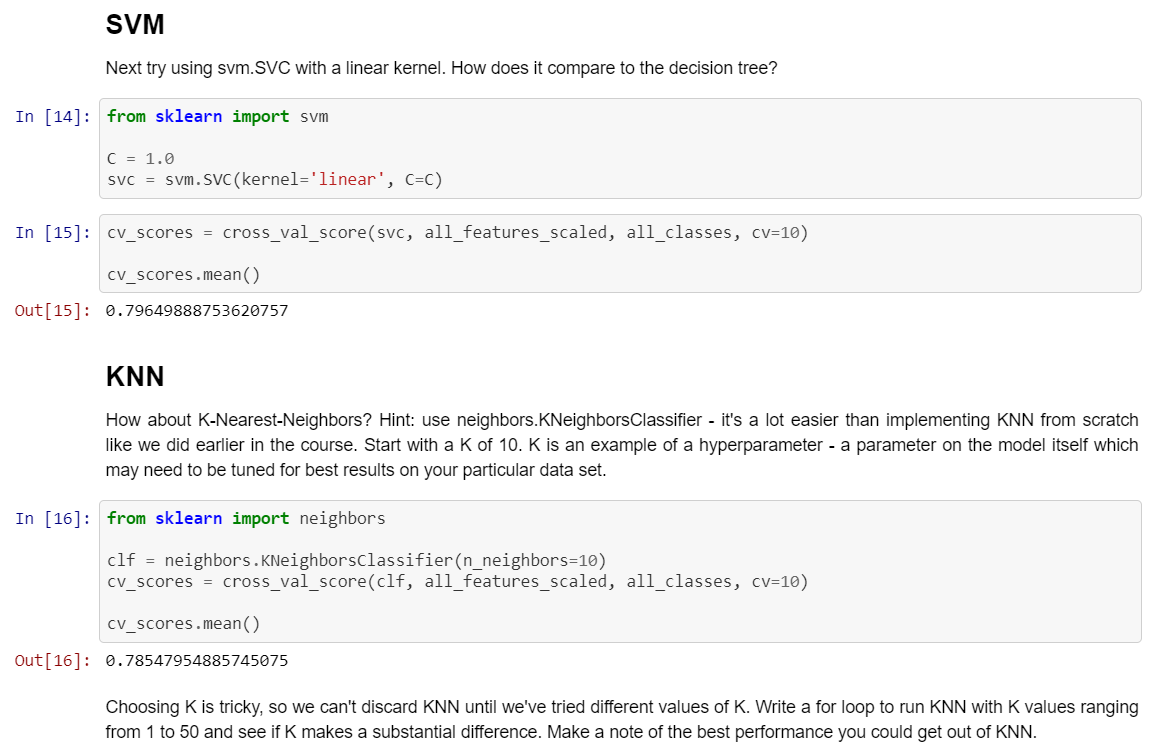 SVM
Next try using svm.SVC with a linear kernel. How does it compare to the decision tree?
In [14]: from sklearn import svm
C = 1.0
svc = svm.SVC(kernel='linear', C=C)
In [15]: cv_scores = cross_val_score(svc, all_features_scaled, all_classes, cv=10)
cv_scores.mean()
Out[15]: 0.79649888753620757
KNN
How about K-Nearest-Neighbors? Hint: use neighbors.KNeighborsClassifier - it's a lot easier than implementing KNN from scratch
like we did earlier in the course. Start with a K of 10. K is an example of a hyperparameter - a parameter on the model itself which
may need to be tuned for best results on your particular data set.
In [16]: from sklearn import neighbors
clf = neighbors.KNeighborsClassifier(n_neighbors=10)
cv_scores = cross_val_score(clf, all_features_scaled, all_classes, cv=10)
cv_scores.mean()
Out[16]: 0.78547954885745075
Choosing K is tricky, so we can't discard KNN until we've tried different values of K. Write a for loop to run KNN with K values ranging
from 1 to 50 and see if K makes a substantial difference. Make a note of the best performance you could get out of KNN.